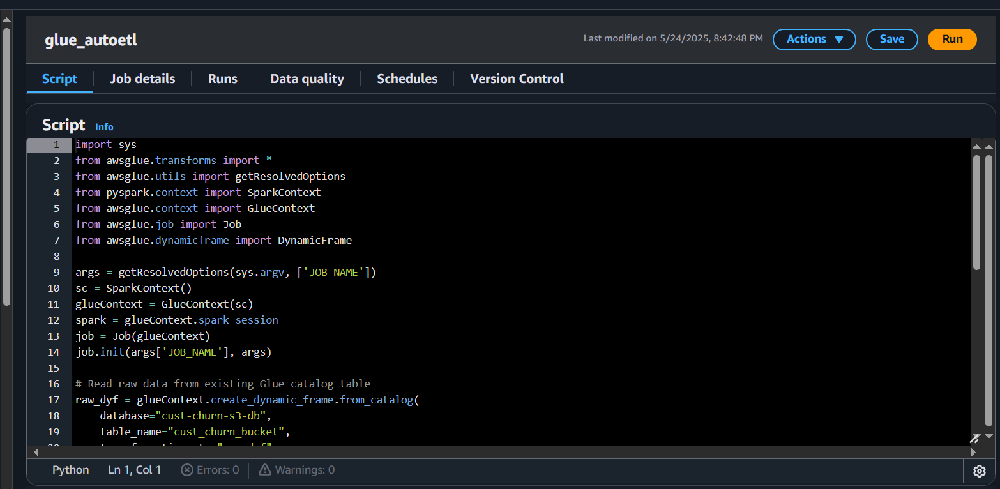 glue_autoetl
Last modified on 5/24/2025, 8:42:48 PM
Actions
Save
Run
Script
Job details
Runs
Data quality
Schedules
Version Control
Script Info
1 import sys
2 from awsglue.transforms import *
3 from awsglue.utils import getResolvedOptions
4 from pyspark.context import SparkContext
5 from awsglue.context import GlueContext
6 from awsglue.job import Job
7 from awsglue.dynamicframe import DynamicFrame
8
9 args = getResolvedOptions(sys.argv, ['JOB_NAME'])
10 sc = SparkContext()
11 glueContext = GlueContext(sc)
12 spark = glueContext.spark_session
13 job = Job(glueContext)
14 job.init(args['JOB_NAME'], args)
15
16 # Read raw data from existing Glue catalog table
17 raw_dyf = glueContext.create_dynamic_frame.from_catalog(
18 database="cust-churn-s3-db",
19 table_name="cust_churn_bucket",
Python Ln 1, Col 1 Errors: 0 Warnings: 0